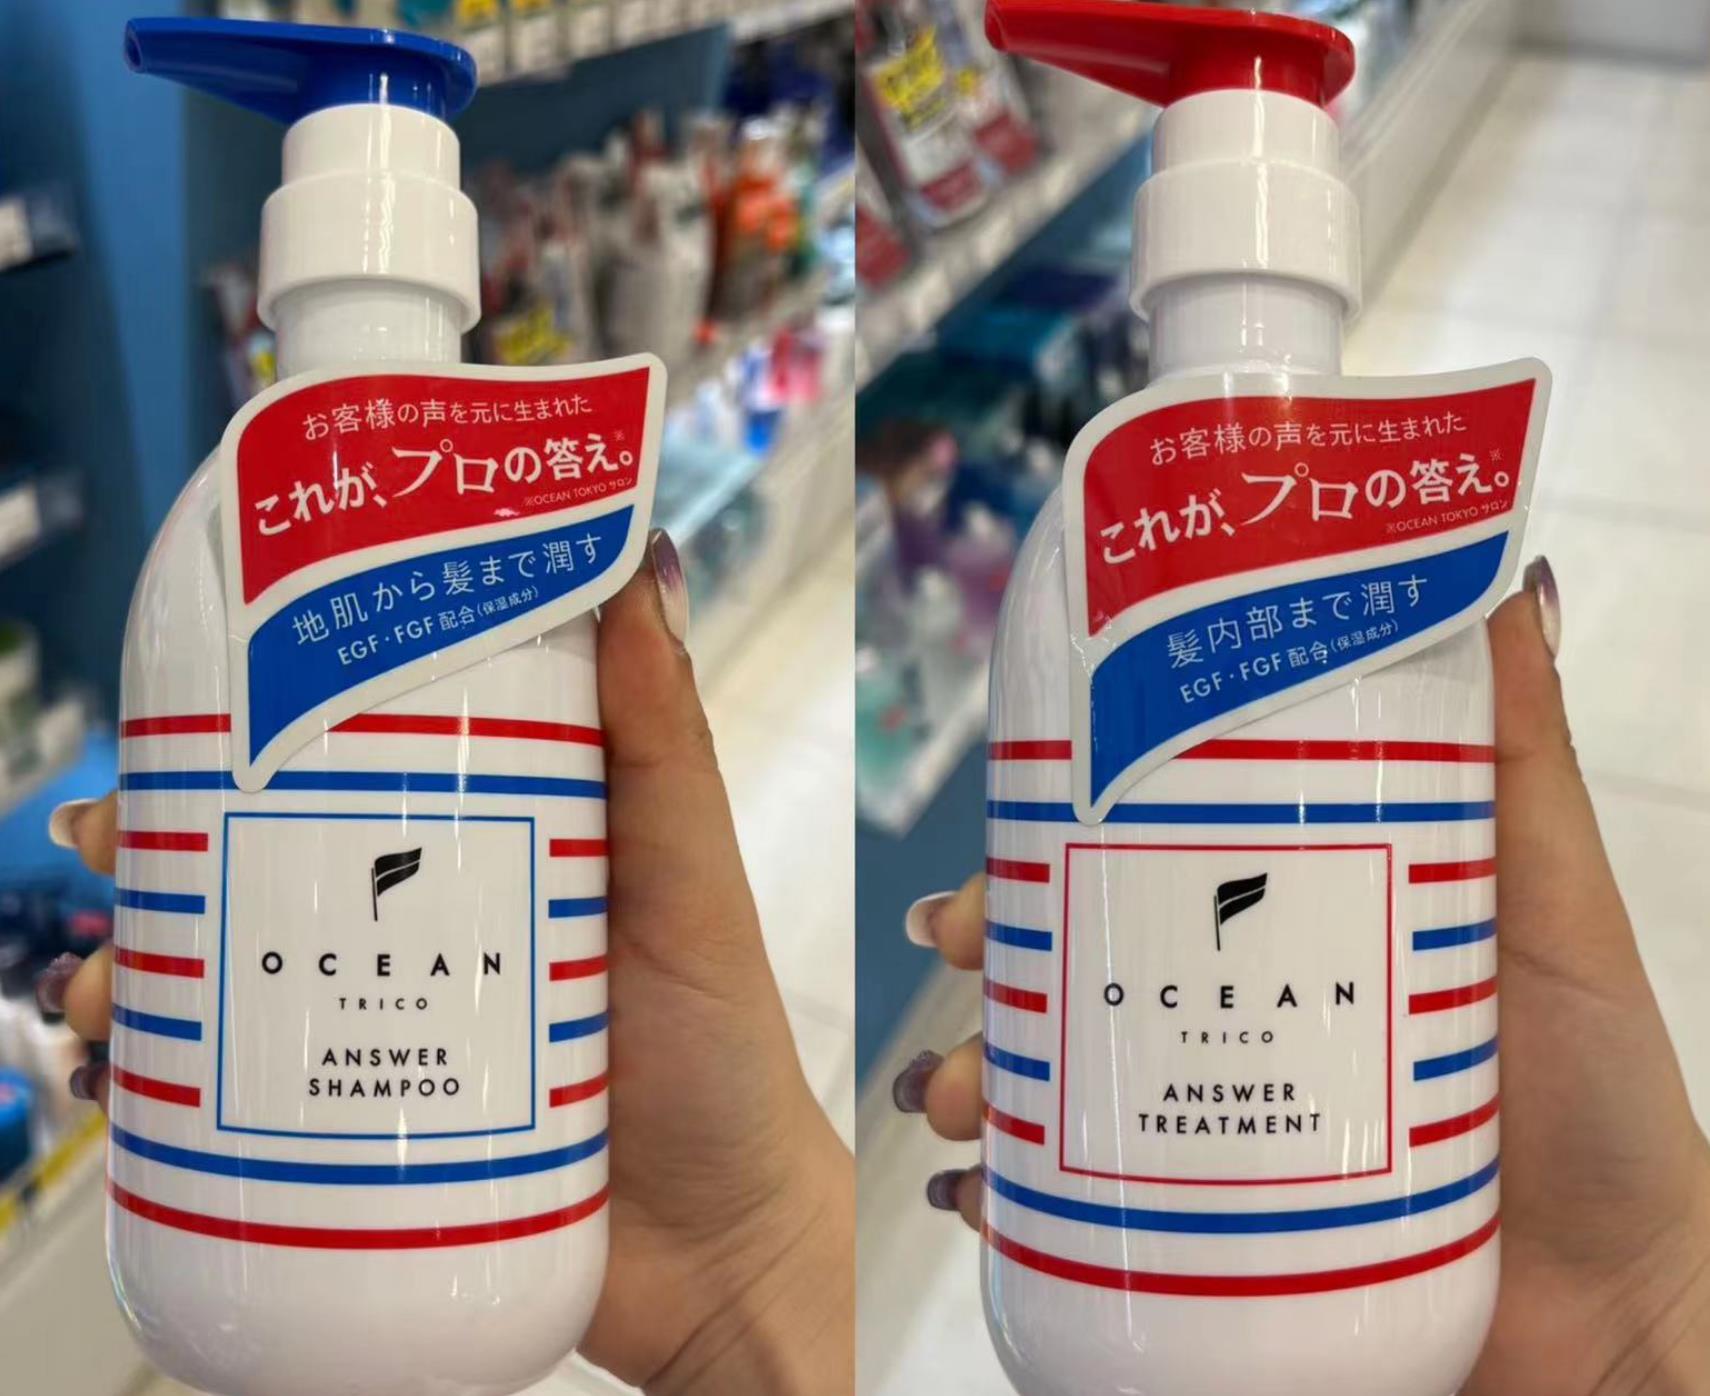 お客様の声を元に生まれた
これが、プロの答え。※
※OCEAN TOKYO サロン
地肌から髪まで潤す
EGF・FGF 配合(保湿成分)
OCEAN
TRICO
ANSWER
SHAMPOO
お客様の声を元に生まれた
これが、プロの答え。※
※OCEAN TOKYO サロン
髪内部まで潤す
EGF・FGF 配合(保湿成分)
OCEAN
TRICO
ANSWER
TREATMENT